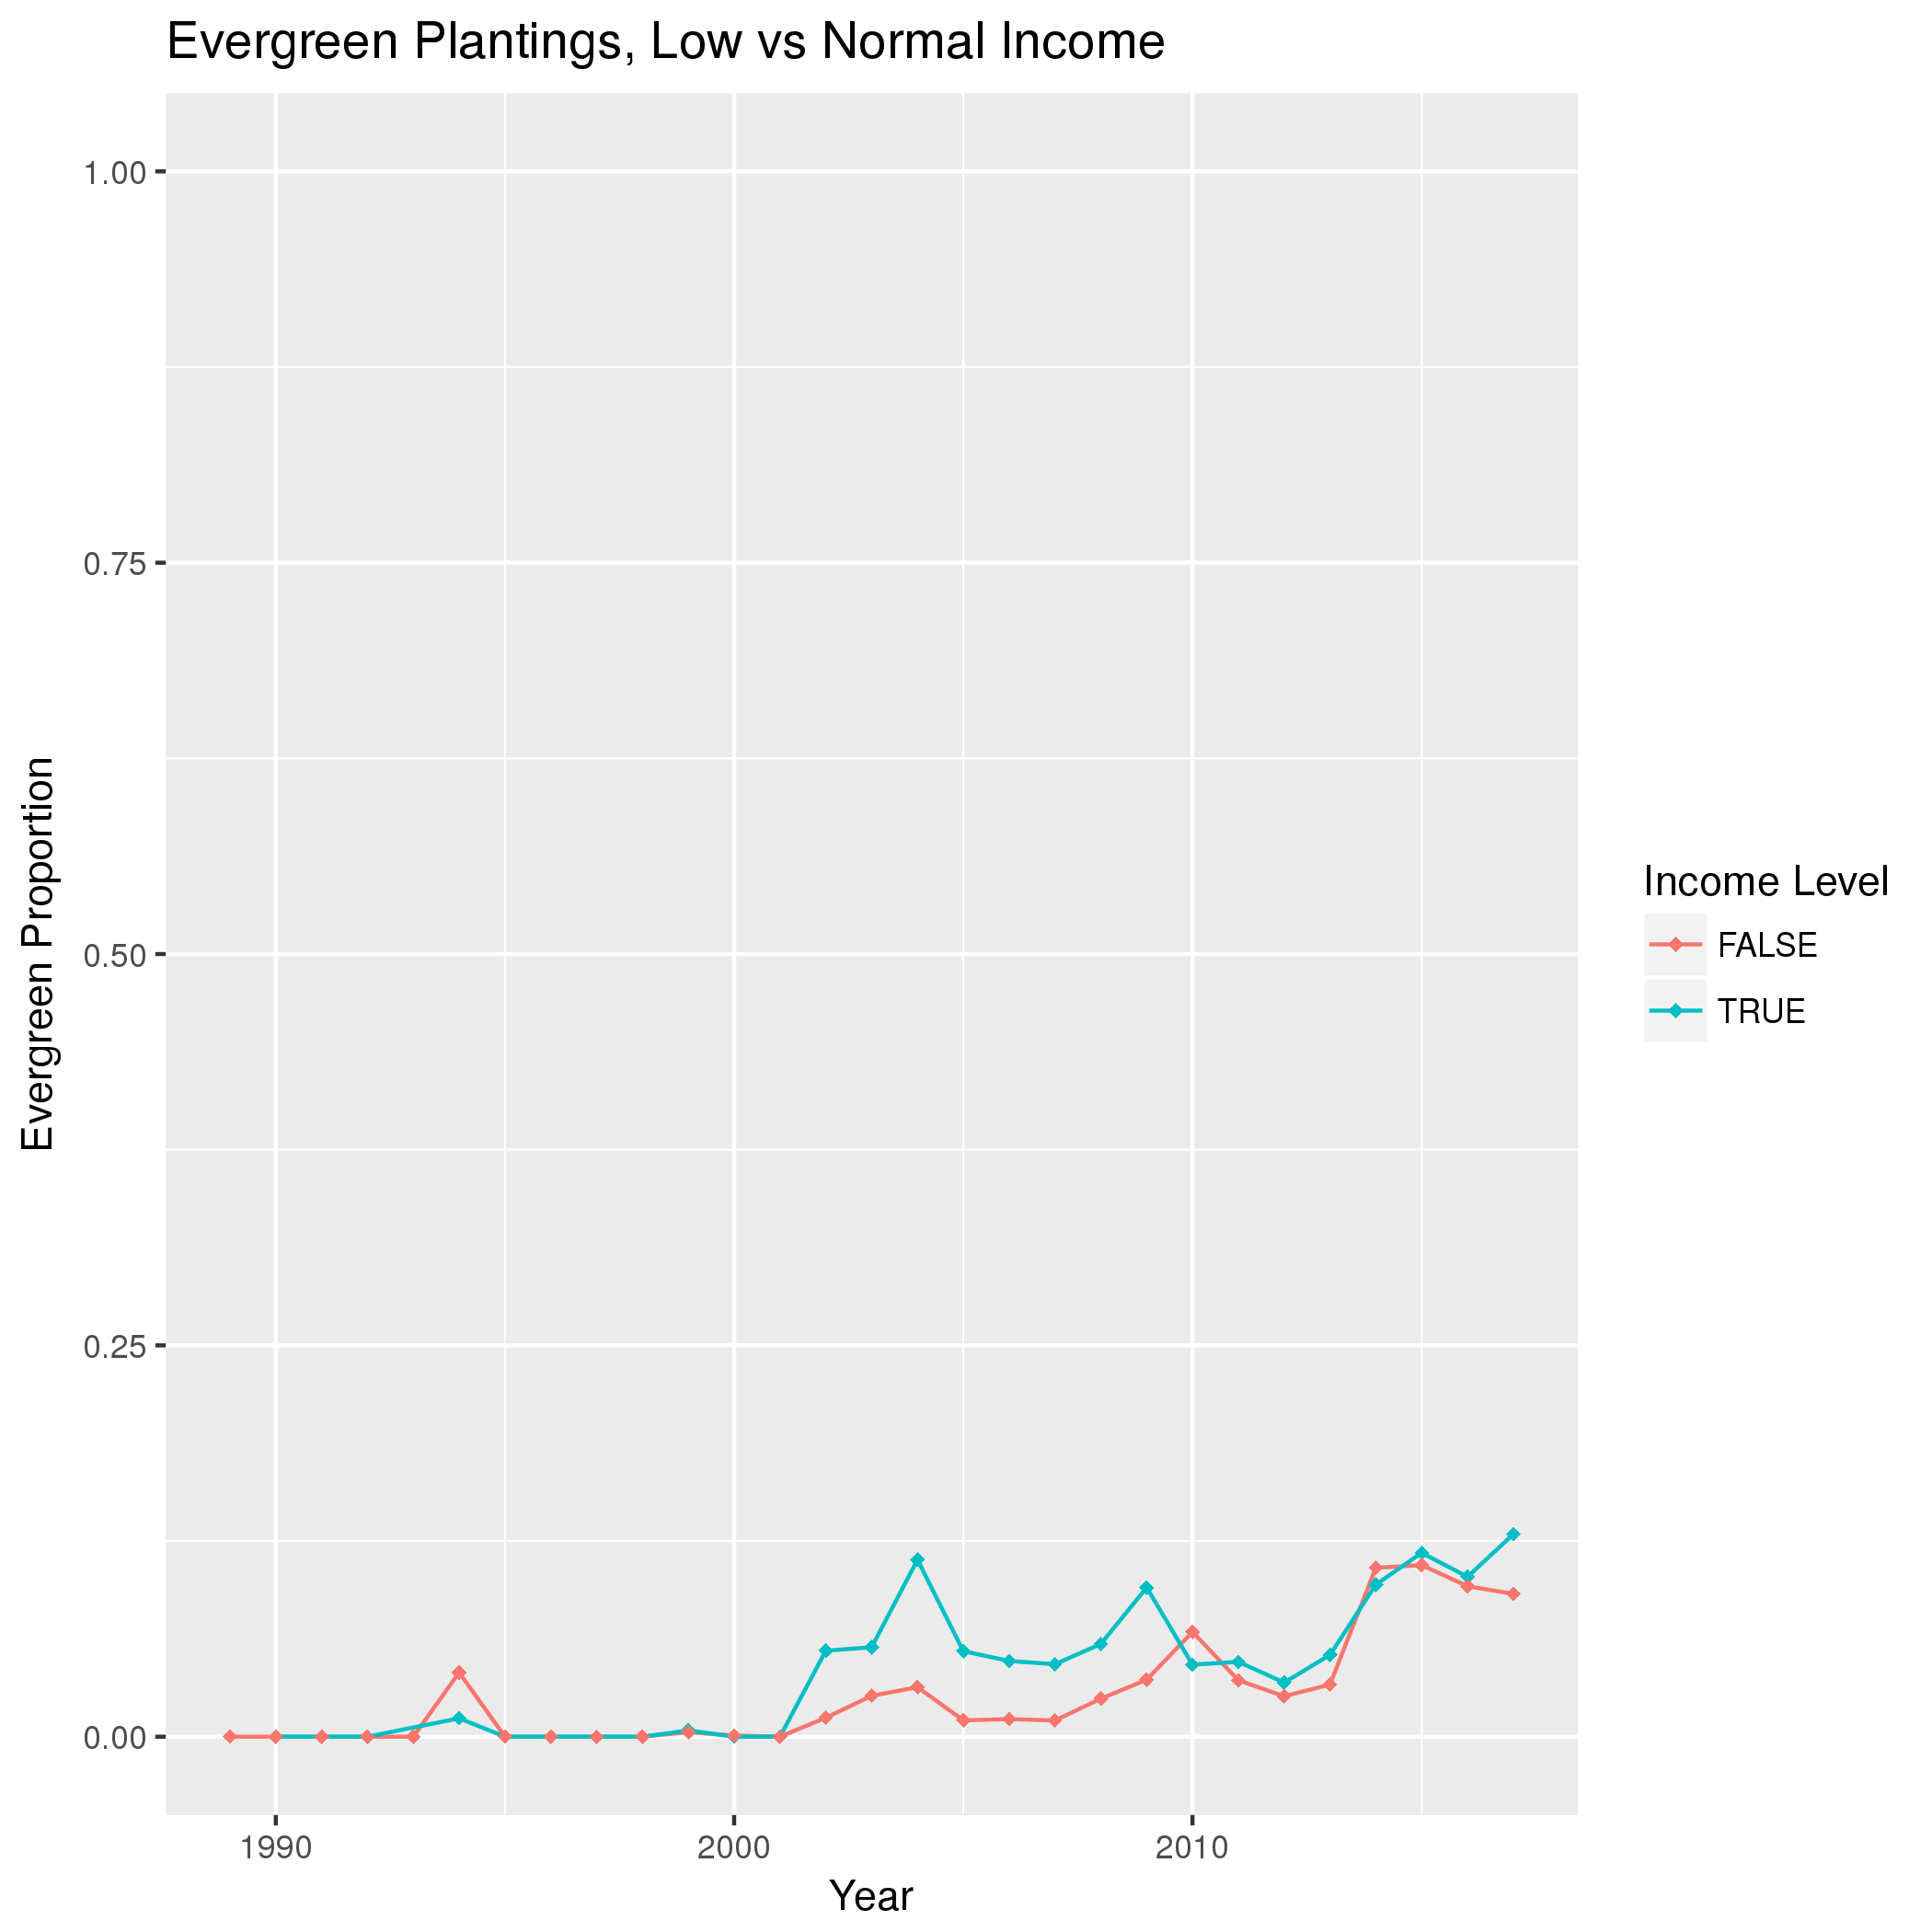 Evergreen Plantings, Low vs Normal Income
1.00
0.75
0.50
0.25
0.00
Evergreen Proportion
1990
2000
2010
Year
Income Level
FALSE
TRUE